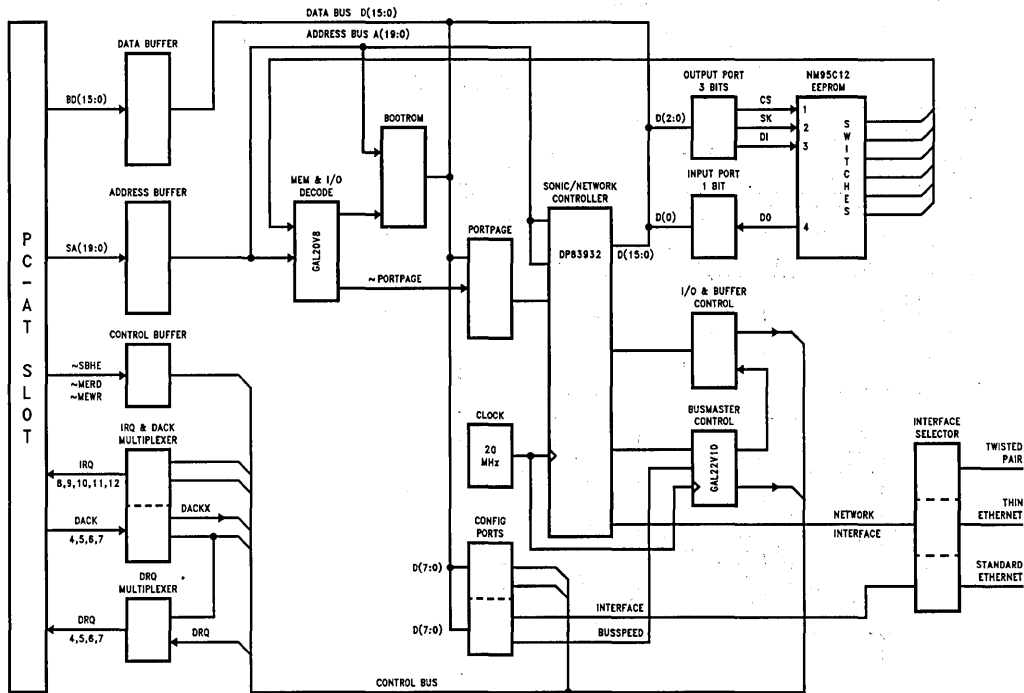 DATA BUS D(15:0)
ADDRESS BUS A(19:0)
DATA BUFFER
BD(15:0)
OUTPUT PORT
3 BITS
NM95C12
EEPROM
CS
SK
DI
1
2
3
4
SWITCHES
D(2:0)
INPUT PORT
1 BIT
D(0)
DO
BOOTROM
MEM & I/O
DECODE
GAL20V8
ADDRESS BUFFER
SA(19:0)
PC-AT SLOT
SONIC/NETWORK
CONTROLLER
DP83932
D(15:0)
PORTPAGE
~PORTPAGE
I/O & BUFFER
CONTROL
CONTROL BUFFER
~SBHE
~MERD
~MEWR
CLOCK
20
MHz
BUSMASTER
CONTROL
GAL22V10
INTERFACE
SELECTOR
TWISTED
PAIR
THIN
ETHERNET
STANDARD
ETHERNET
IRQ & DACK
MULTIPLEXER
IRQ
8,9,10,11,12
DACK
4,5,6,7
DACKX
NETWORK
INTERFACE
CONFIG
PORTS
D(7:0)
D(7:0)
INTERFACE
BUSSPEED
DRQ
MULTIPLEXER
DRQ
4,5,6,7
DRQ
CONTROL BUS